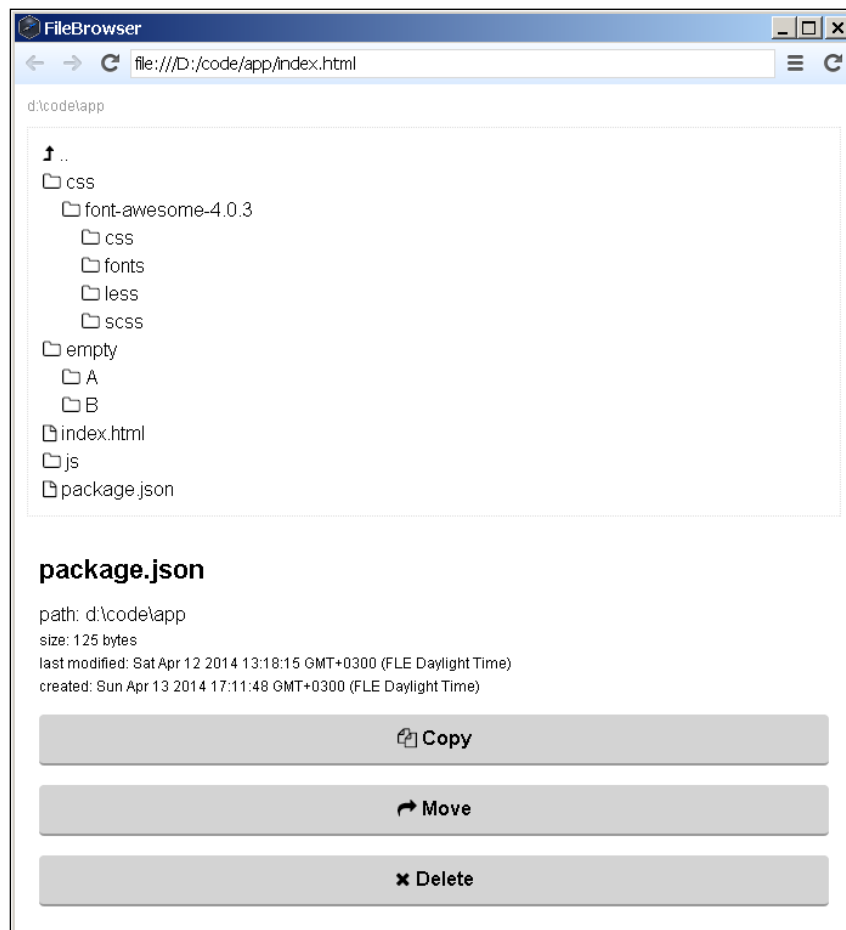 FileBrowser
file:///D:/code/app/index.html
d:\code\app
..
css
font-awesome-4.0.3
css
fonts
less
scss
empty
A
B
index.html
js
package.json
package.json
path: d:\code\app
size: 125 bytes
last modified: Sat Apr 12 2014 13:18:15 GMT+0300 (FLE Daylight Time)
created: Sun Apr 13 2014 17:11:48 GMT+0300 (FLE Daylight Time)
Copy
Move
Delete